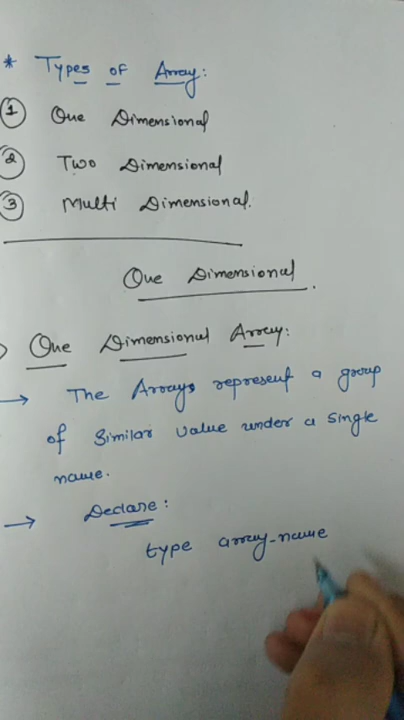 * Types of Array:
① One Dimensional
② Two Dimensional
③ Multi Dimensional.
One Dimensional.
One Dimensional Array:
→ The Arrays represent a group
of Similar Value under a Single
name.
→ Declare:
type array-name